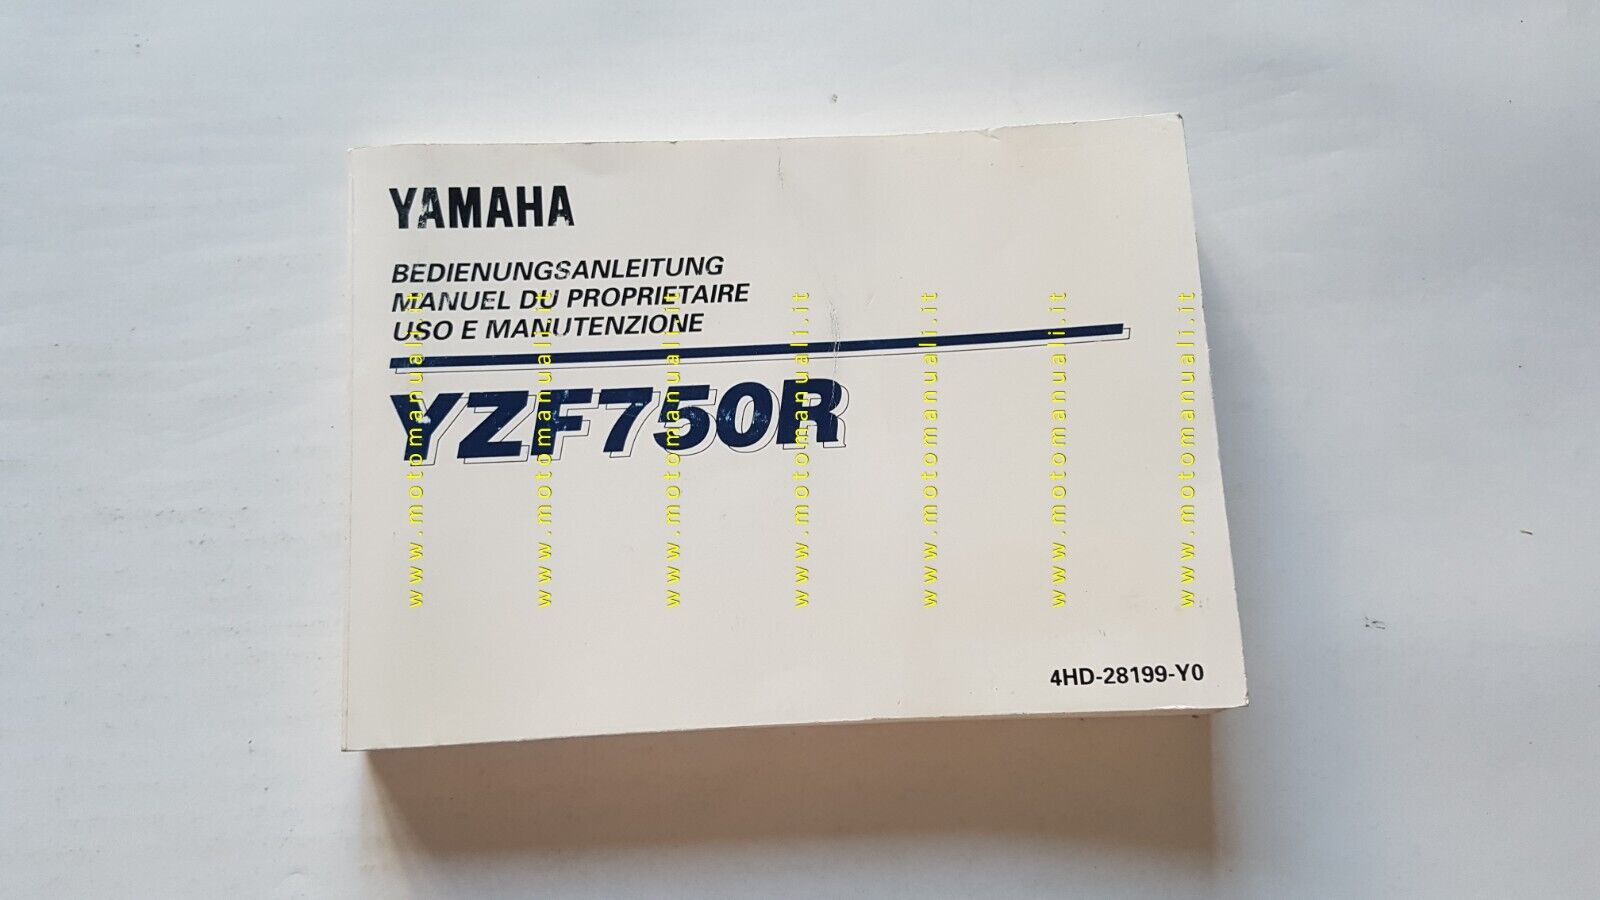 YAMAHA
BEDIENUNGSANLEITUNG
MANUEL DU PROPRIETAIRE
USO E MANUTENZIONE
YZF750R
4HD-28199-Y0
www.motomanuali.it
www.motomanuali.it
www.motomanuali.it
www.motomanuali.it
www.motomanuali.it
www.motomanuali.it
www.motomanuali.it